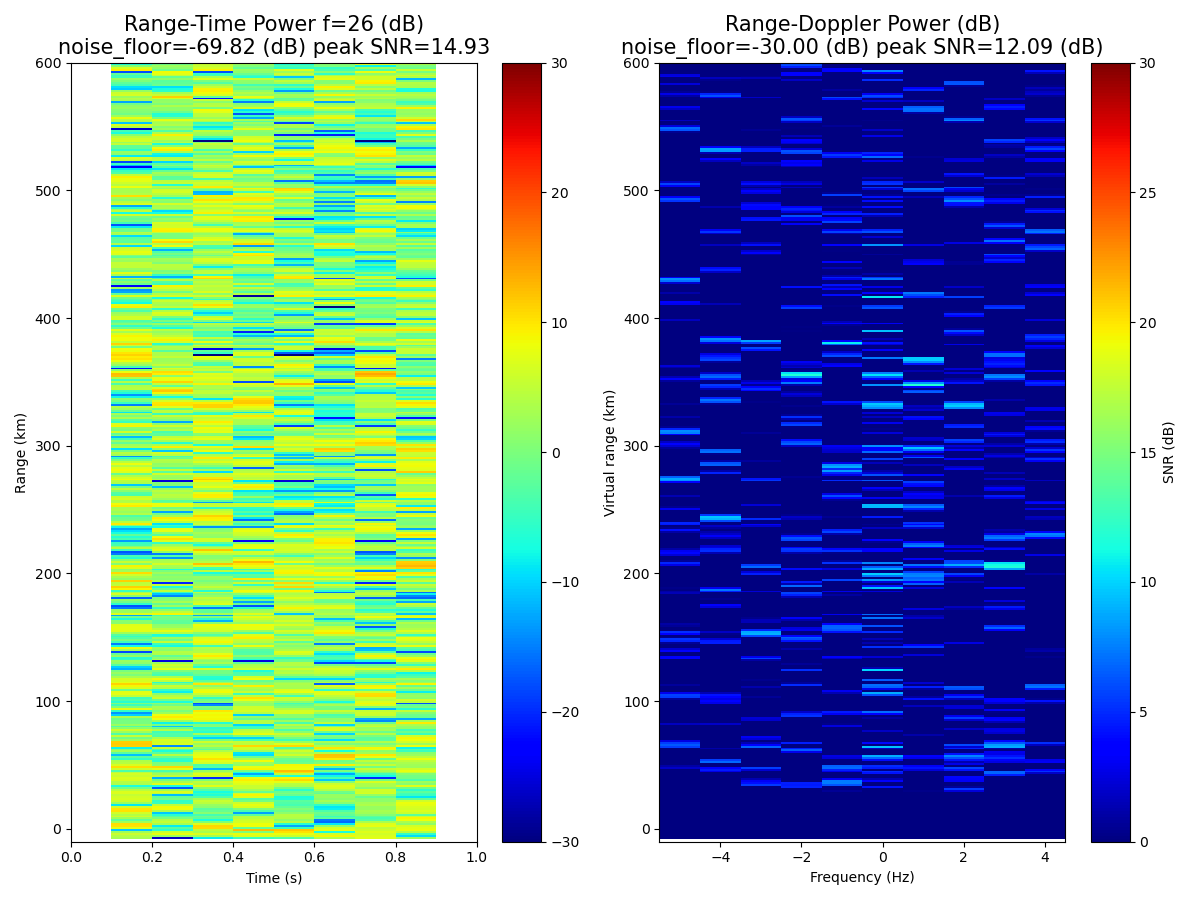 Range-Time Power f=26 (dB)
noise_floor=-69.82 (dB) peak SNR=14.93
Range (km)
600
500
400
300
200
100
0
0.0 0.2 0.4 0.6 0.8 1.0
Time (s)
30
20
10
0
−10
−20
−30
Range-Doppler Power (dB)
noise_floor=-30.00 (dB) peak SNR=12.09 (dB)
Virtual range (km)
600
500
400
300
200
100
0
−4 −2 0 2 4
Frequency (Hz)
30
25
20
15
10
5
0
SNR (dB)